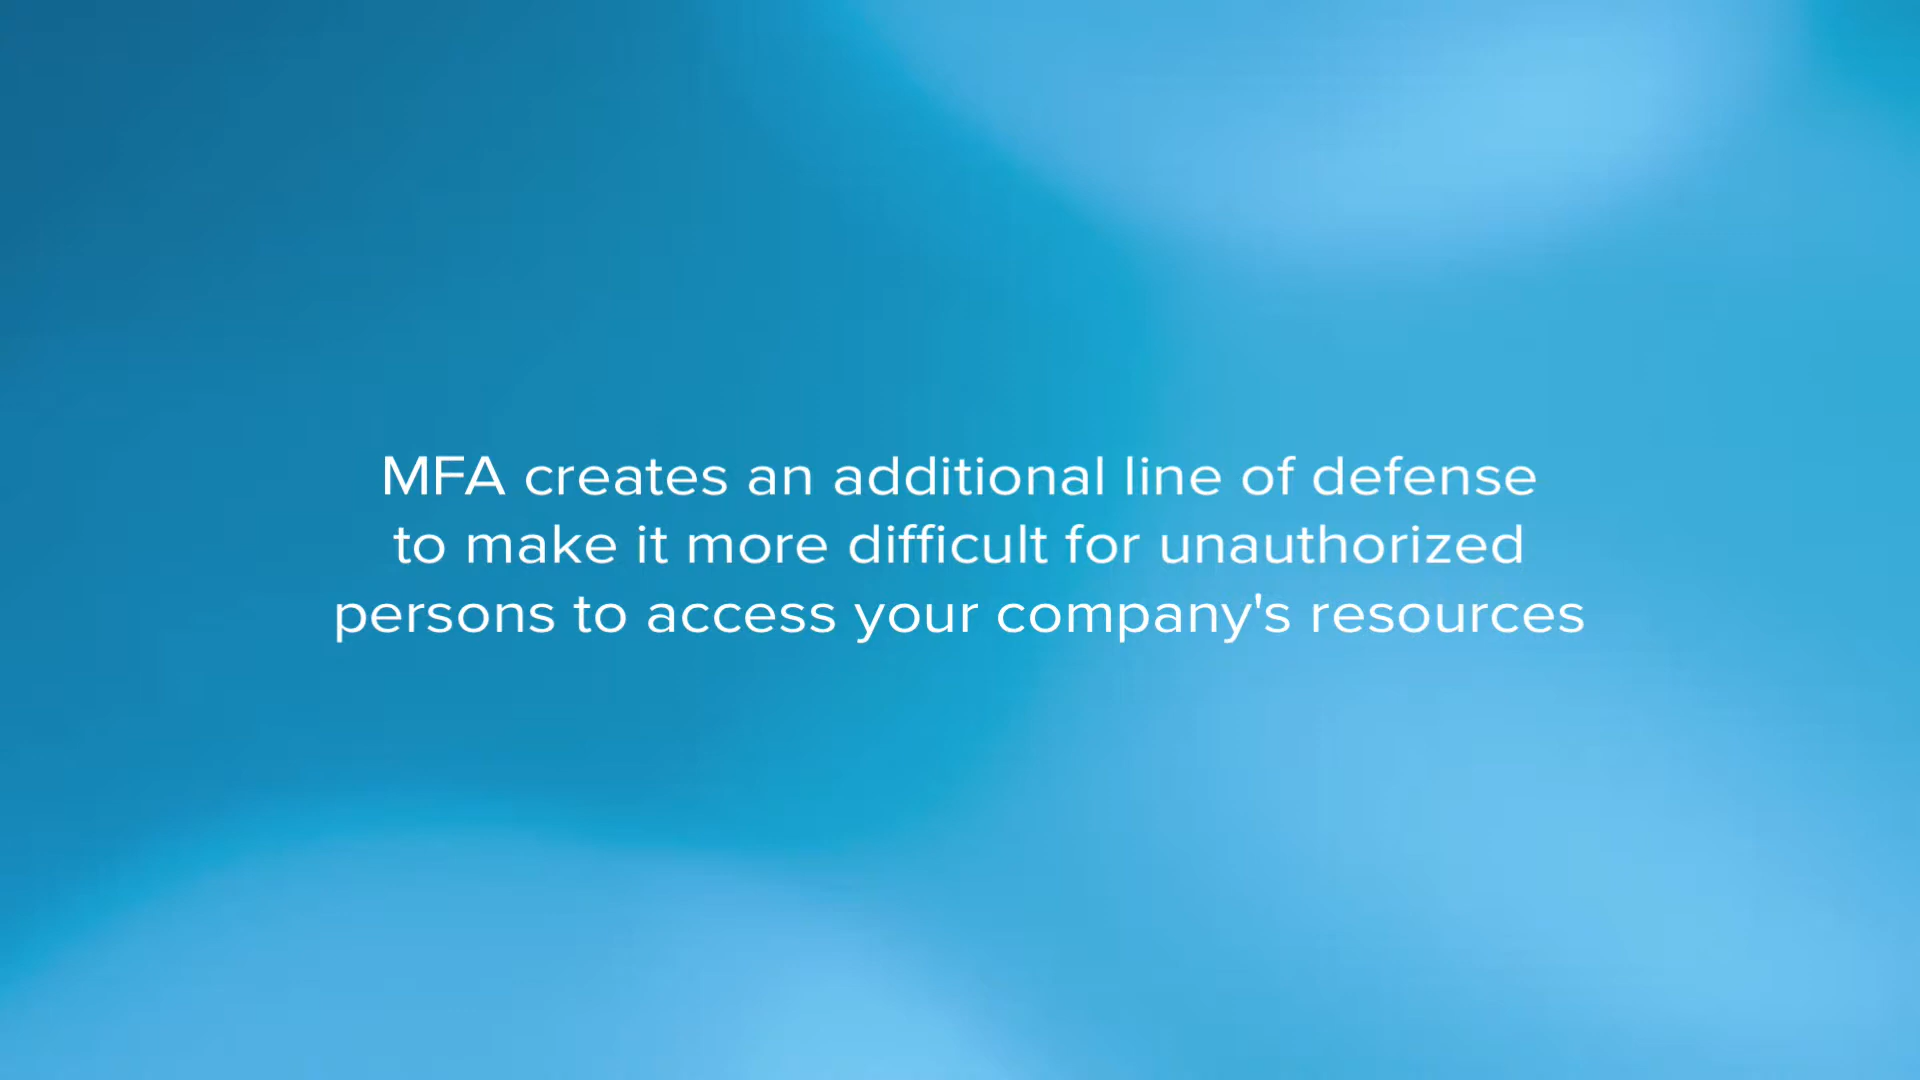 MFA creates an additional line of defense
to make it more difficult for unauthorized
persons to access your company's resources